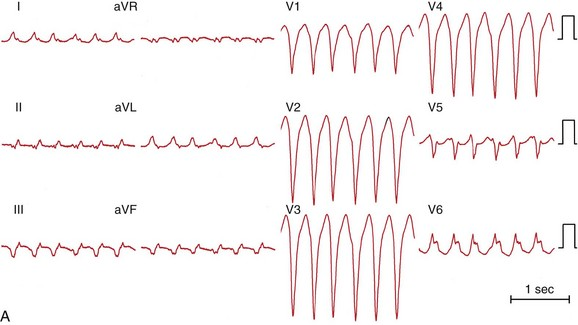 I aVR V1 V4
II aVL V2 V5
III aVF V3 V6
1 sec
A